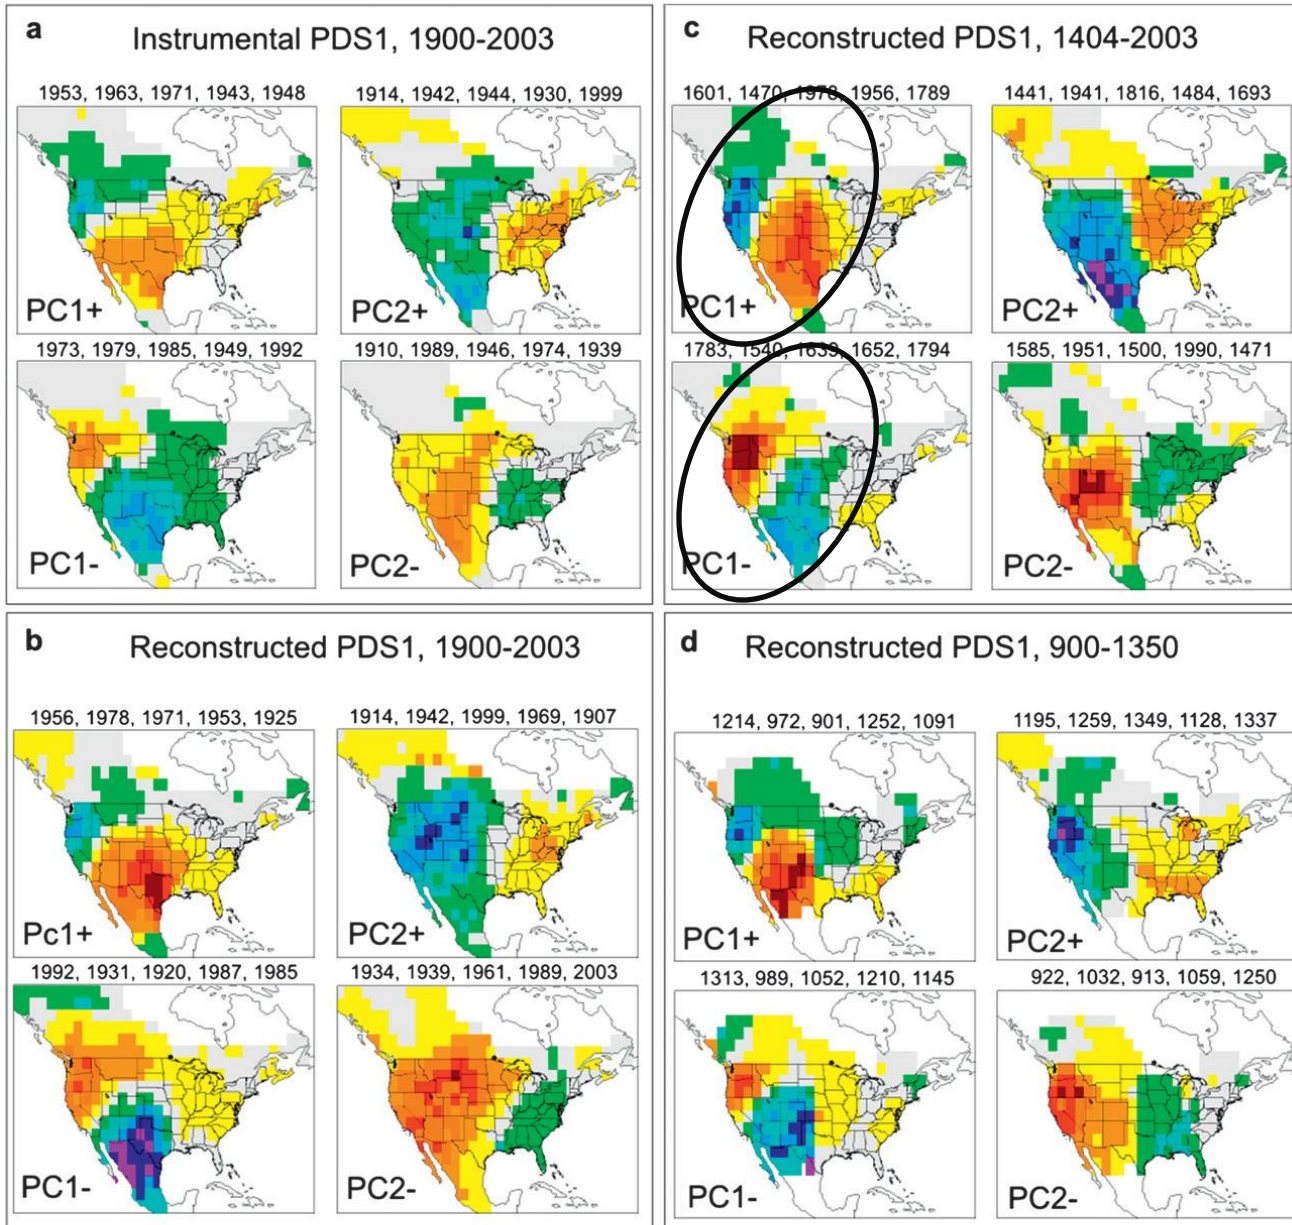 a
Instrumental PDS1, 1900-2003
1953, 1963, 1971, 1943, 1948
1914, 1942, 1944, 1930, 1999
PC1+
PC2+
1973, 1979, 1985, 1949, 1992
1910, 1989, 1946, 1974, 1939
PC1-
PC2-
c
Reconstructed PDS1, 1404-2003
1601, 1470, 1978, 1956, 1789
1441, 1941, 1816, 1484, 1693
PC1+
PC2+
1783, 1540, 1639, 1652, 1794
1585, 1951, 1500, 1990, 1471
PC1-
PC2-
b
Reconstructed PDS1, 1900-2003
1956, 1978, 1971, 1953, 1925
1914, 1942, 1999, 1969, 1907
Pc1+
PC2+
1992, 1931, 1920, 1987, 1985
1934, 1939, 1961, 1989, 2003
PC1-
PC2-
d
Reconstructed PDS1, 900-1350
1214, 972, 901, 1252, 1091
1195, 1259, 1349, 1128, 1337
PC1+
PC2+
1313, 989, 1052, 1210, 1145
922, 1032, 913, 1059, 1250
PC1-
PC2-